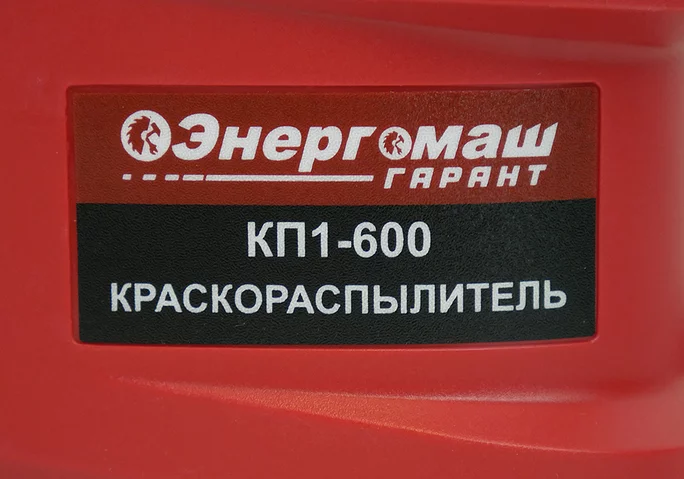 Энергомаш
ГАРАНТ
КП1-600
КРАСКОРАСПЫЛИТЕЛЬ